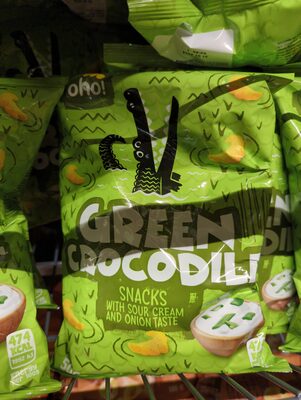 oho!
GREEN
CROCODILE
SNACKS
WITH SOUR CREAM
AND ONION TASTE